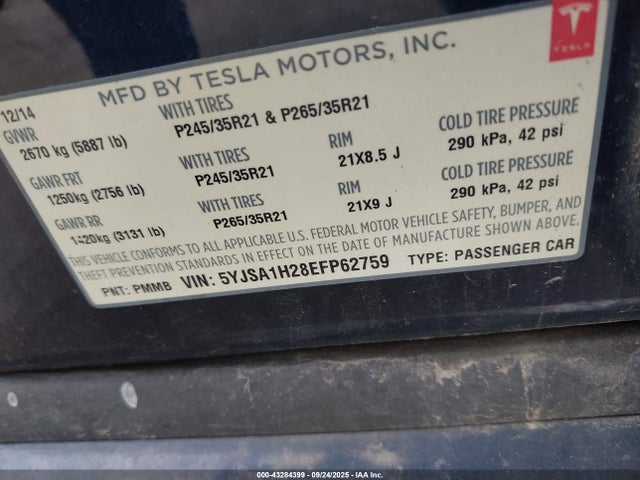 MFD BY TESLA MOTORS, INC.
TESLA
12/14
GVWR
2670 kg (5887 lb)
WITH TIRES
P245/35R21 & P265/35R21
COLD TIRE PRESSURE
290 kPa, 42 psi
GAWR FRT
1250kg (2756 lb)
WITH TIRES
P245/35R21
RIM
21X8.5 J
COLD TIRE PRESSURE
290 kPa, 42 psi
GAWR RR
1420kg (3131 lb)
WITH TIRES
P265/35R21
RIM
21X9 J
THIS VEHICLE CONFORMS TO ALL APPLICABLE U.S. FEDERAL MOTOR VEHICLE SAFETY, BUMPER, AND
THEFT PREVENTION STANDARDS IN EFFECT ON THE DATE OF MANUFACTURE SHOWN ABOVE.
PNT: PMMB VIN: 5YJSA1H28EFP62759 TYPE: PASSENGER CAR
000-43284399 - 09/24/2025 - IAA Inc.